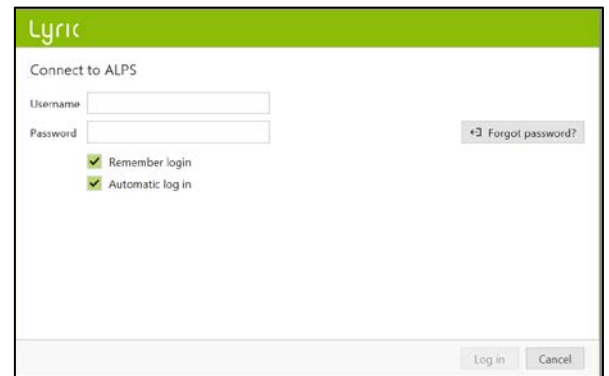 Lyric
Connect to ALPS
Username
Password
Forgot password?
Remember login
Automatic log in
Log in
Cancel